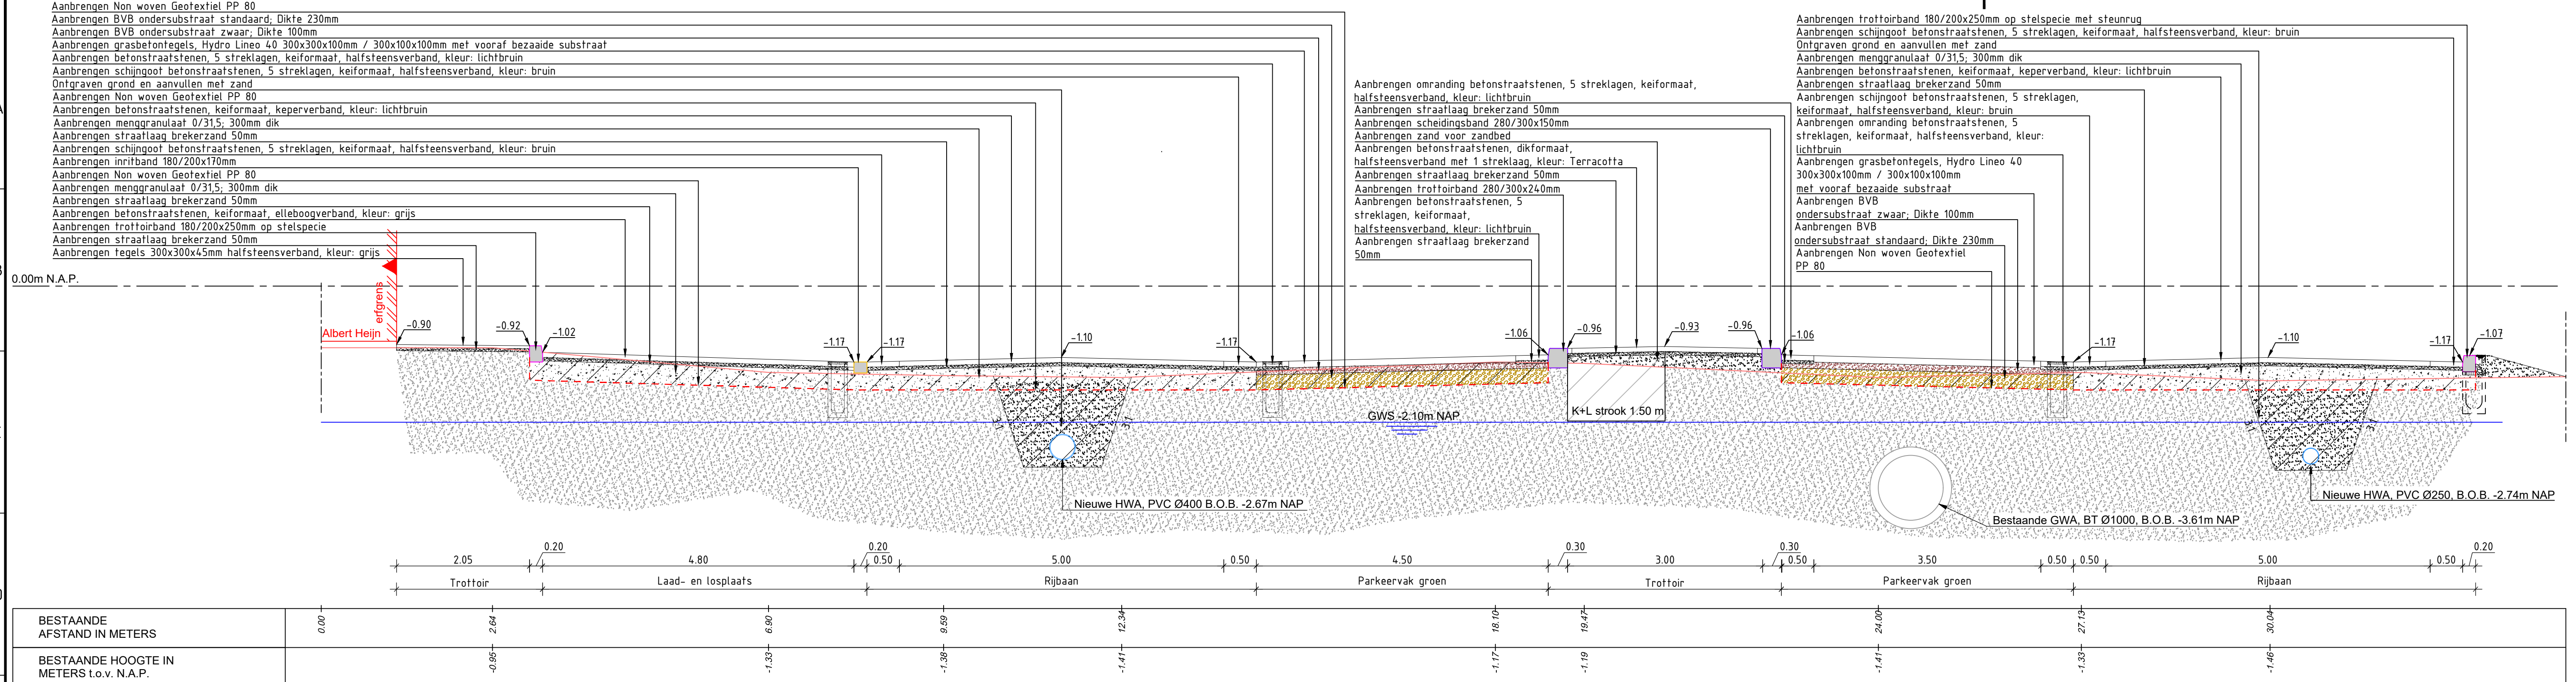 Aanbrengen Non woven Geotextiel PP 80
Aanbrengen BVB ondersubstraat standaard; Dikte 230mm
Aanbrengen BVB ondersubstraat zwaar; Dikte 100mm
Aanbrengen grasbetontegels, Hydro Lineo 40 300x300x100mm / 300x100x100mm met vooraf bezaaide substraat
Aanbrengen betonstraatstenen, 5 streklagen, keiformaat, halfsteensverband, kleur: lichtbruin
Aanbrengen schijngoot betonstraatstenen, 5 streklagen, keiformaat, halfsteensverband, kleur: bruin
Ontgraven grond en aanvullen met zand
Aanbrengen Non woven Geotextiel PP 80
Aanbrengen betonstraatstenen, keiformaat, keperverband, kleur: lichtbruin
Aanbrengen menggranulaat 0/31,5; 300mm dik
Aanbrengen straatlaag brekerzand 50mm
Aanbrengen schijngoot betonstraatstenen, 5 streklagen, keiformaat, halfsteensverband, kleur: bruin
Aanbrengen inritband 180/200x170mm
Aanbrengen Non woven Geotextiel PP 80
Aanbrengen menggranulaat 0/31,5; 300mm dik
Aanbrengen straatlaag brekerzand 50mm
Aanbrengen betonstraatstenen, keiformaat, elleboogverband, kleur: grijs
Aanbrengen trottoirband 180/200x250mm op stelspecie
Aanbrengen straatlaag brekerzand 50mm
Aanbrengen tegels 300x300x45mm halfsteensverband, kleur: grijs
Aanbrengen omranding betonstraatstenen, 5 streklagen, keiformaat,
halfsteensverband, kleur: lichtbruin
Aanbrengen straatlaag brekerzand 50mm
Aanbrengen scheidingsband 280/300x150mm
Aanbrengen zand voor zandbed
Aanbrengen betonstraatstenen, dikformaat,
halfsteensverband met 1 streklaag, kleur: Terracotta
Aanbrengen straatlaag brekerzand 50mm
Aanbrengen trottoirband 280/300x240mm
Aanbrengen betonstraatstenen, 5
streklagen, keiformaat,
halfsteensverband, kleur: lichtbruin
Aanbrengen straatlaag brekerzand
50mm
Aanbrengen trottoirband 180/200x250mm op stelspecie met steunrug
Aanbrengen schijngoot betonstraatstenen, 5 streklagen, keiformaat, halfsteensverband, kleur: bruin
Ontgraven grond en aanvullen met zand
Aanbrengen menggranulaat 0/31,5; 300mm dik
Aanbrengen betonstraatstenen, keiformaat, keperverband, kleur: lichtbruin
Aanbrengen straatlaag brekerzand 50mm
Aanbrengen schijngoot betonstraatstenen, 5 streklagen,
keiformaat, halfsteensverband, kleur: bruin
Aanbrengen omranding betonstraatstenen, 5
streklagen, keiformaat, halfsteensverband, kleur:
lichtbruin
Aanbrengen grasbetontegels, Hydro Lineo 40
300x300x100mm / 300x100x100mm
met vooraf bezaaide substraat
Aanbrengen BVB
ondersubstraat zwaar; Dikte 100mm
Aanbrengen BVB
ondersubstraat standaard; Dikte 230mm
Aanbrengen Non woven Geotextiel
PP 80
0.00m N.A.P.
erfgrens
Albert Heijn
-0.90 -0.92 -1.02 -1.17 -1.17 -1.10 -1.17 -1.06 -0.96 -0.93 -0.96 -1.06 -1.17 -1.10 -1.17 -1.07
GWS -2.10m NAP
K+L strook 1.50 m
3:1 3:1 3:1 3:1
Nieuwe HWA, PVC Ø400 B.O.B. -2.67m NAP
Nieuwe HWA, PVC Ø250, B.O.B. -2.74m NAP
Bestaande GWA, BT Ø1000, B.O.B. -3.61m NAP
2.05 0.20 4.80 0.20 0.50 5.00 0.50 4.50 0.30 3.00 0.30 0.50 3.50 0.50 0.50 5.00 0.50 0.20
Trottoir Laad- en losplaats Rijbaan Parkeervak groen Trottoir Parkeervak groen Rijbaan
BESTAANDE
AFSTAND IN METERS
0.00 2.64 6.90 9.59 12.34 18.10 19.47 24.00 27.13 30.04
BESTAANDE HOOGTE IN
METERS t.o.v. N.A.P.
-0.95 -1.33 -1.38 -1.41 -1.17 -1.19 -1.41 -1.33 -1.46